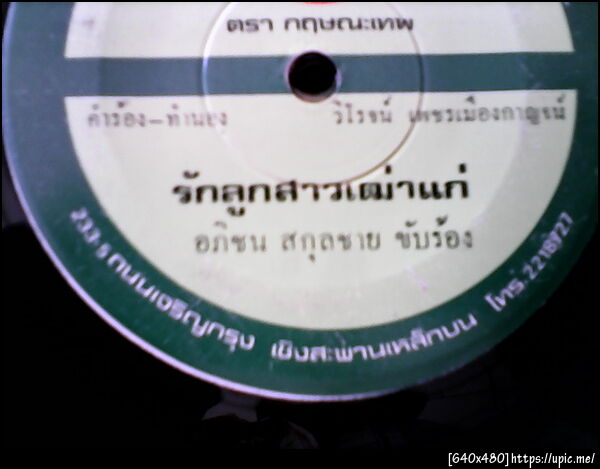 ตรา กฤษณะเทพ
คำร้อง-ทำนอง วิโรจน์ เพชรเมืองกาญจน์
รักลูกสาวเฒ่าแก่
อภิชน สกุลชาย ขับร้อง
233-5 ถนนเจริญกรุง เชิงสะพานเหล็กบน โทร. 2218927
[640x480]https://upic.me/